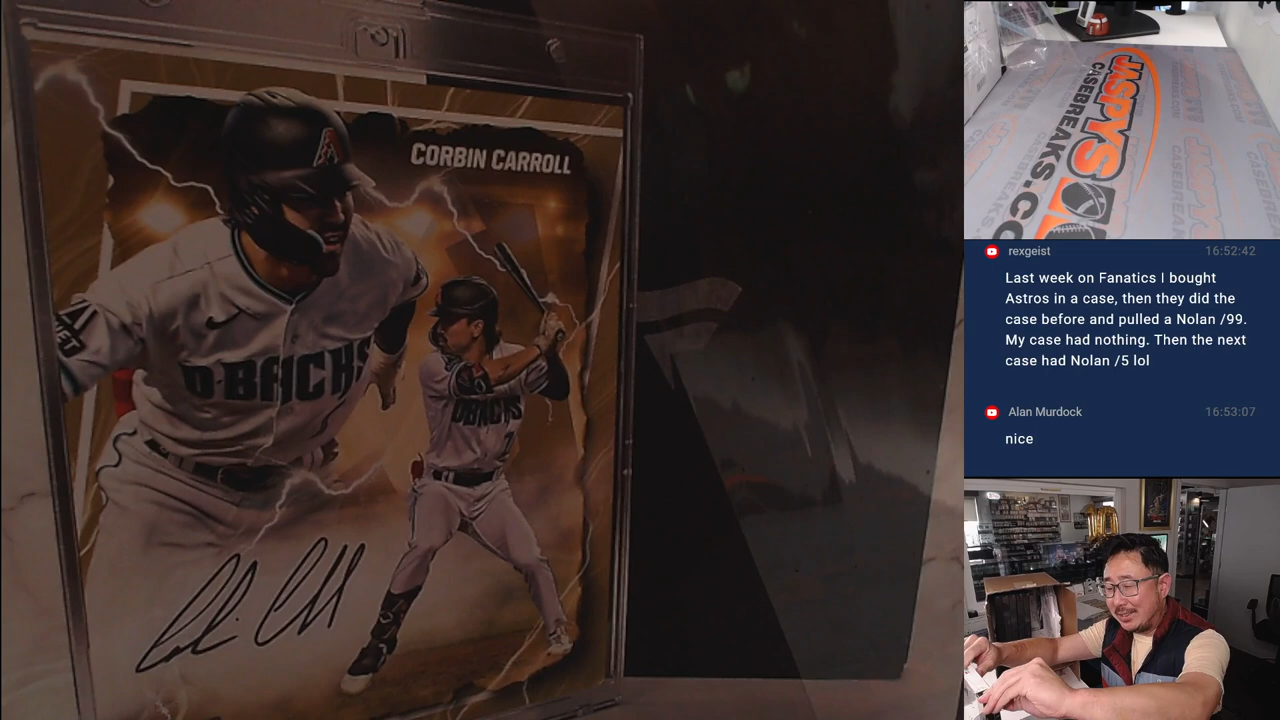 CORBIN CARROLL
D-BACKS
D-BACKS
7
JASPYS
CASEBREAKS.C
rexgeist 16:52:42
Last week on Fanatics I bought
Astros in a case, then they did the
case before and pulled a Nolan /99.
My case had nothing. Then the next
case had Nolan /5 lol
Alan Murdock 16:53:07
nice